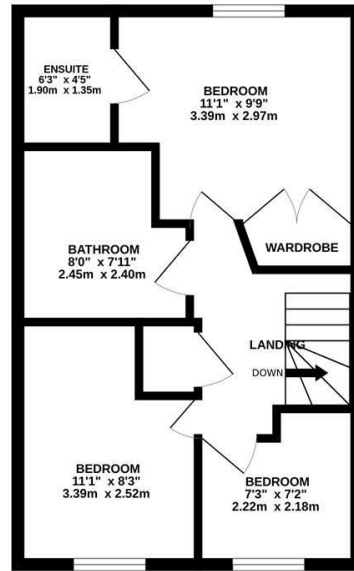 ENSUITE
6'3" x 4'5"
1.90m x 1.35m
BEDROOM
11'1" x 9'9"
3.39m x 2.97m
BATHROOM
8'0" x 7'11"
2.45m x 2.40m
WARDROBE
LANDING
DOWN
BEDROOM
11'1" x 8'3"
3.39m x 2.52m
BEDROOM
7'3" x 7'2"
2.22m x 2.18m